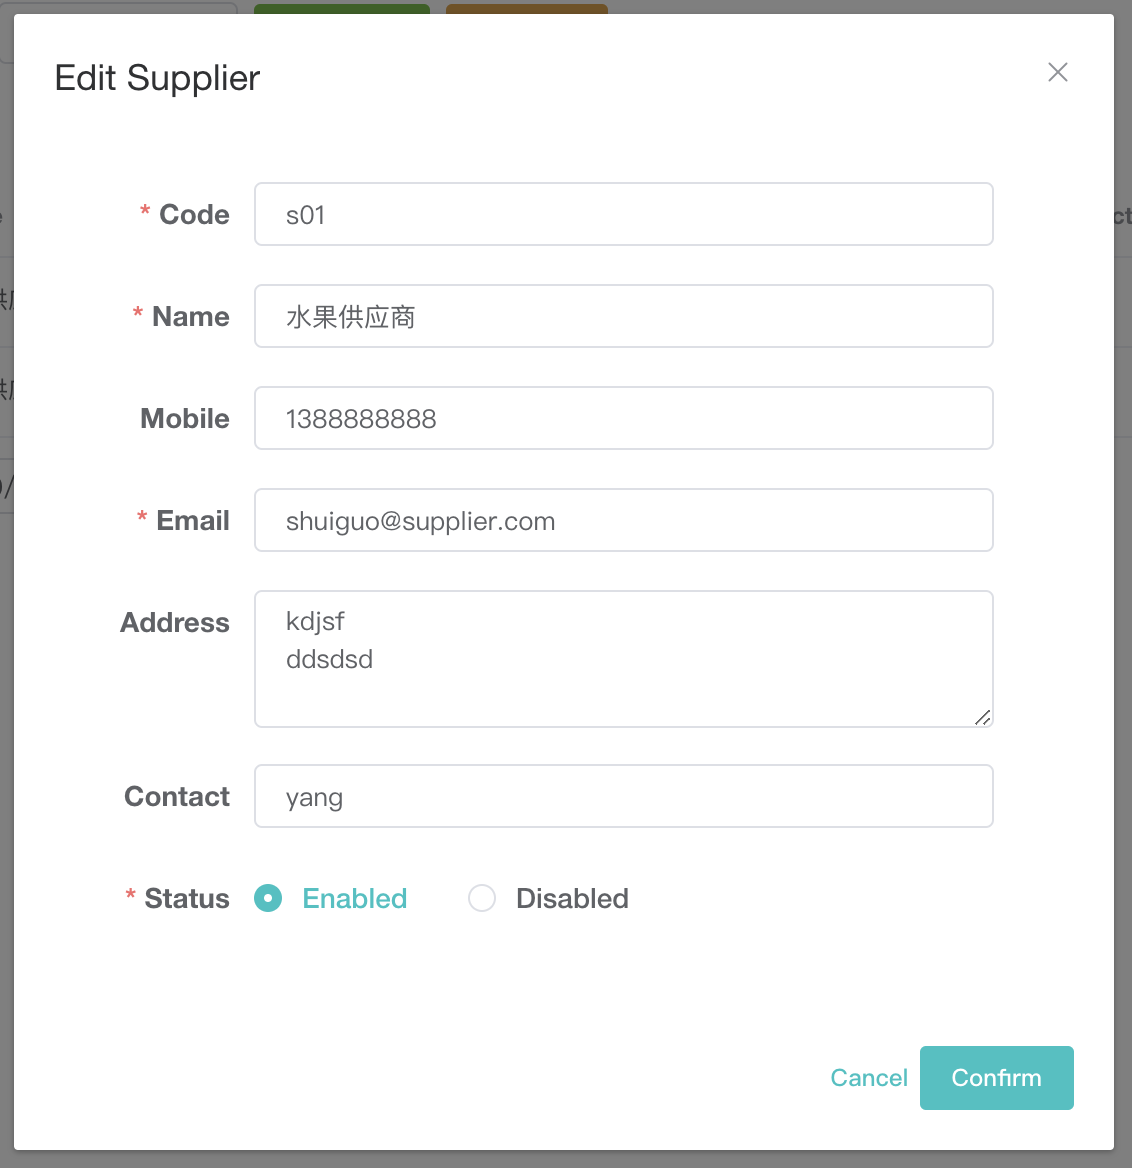 Edit Supplier
* Code s01
* Name 水果供应商
Mobile 1388888888
* Email shuiguo@supplier.com
Address kdjsf
ddsdsd
Contact yang
* Status Enabled Disabled
Cancel Confirm